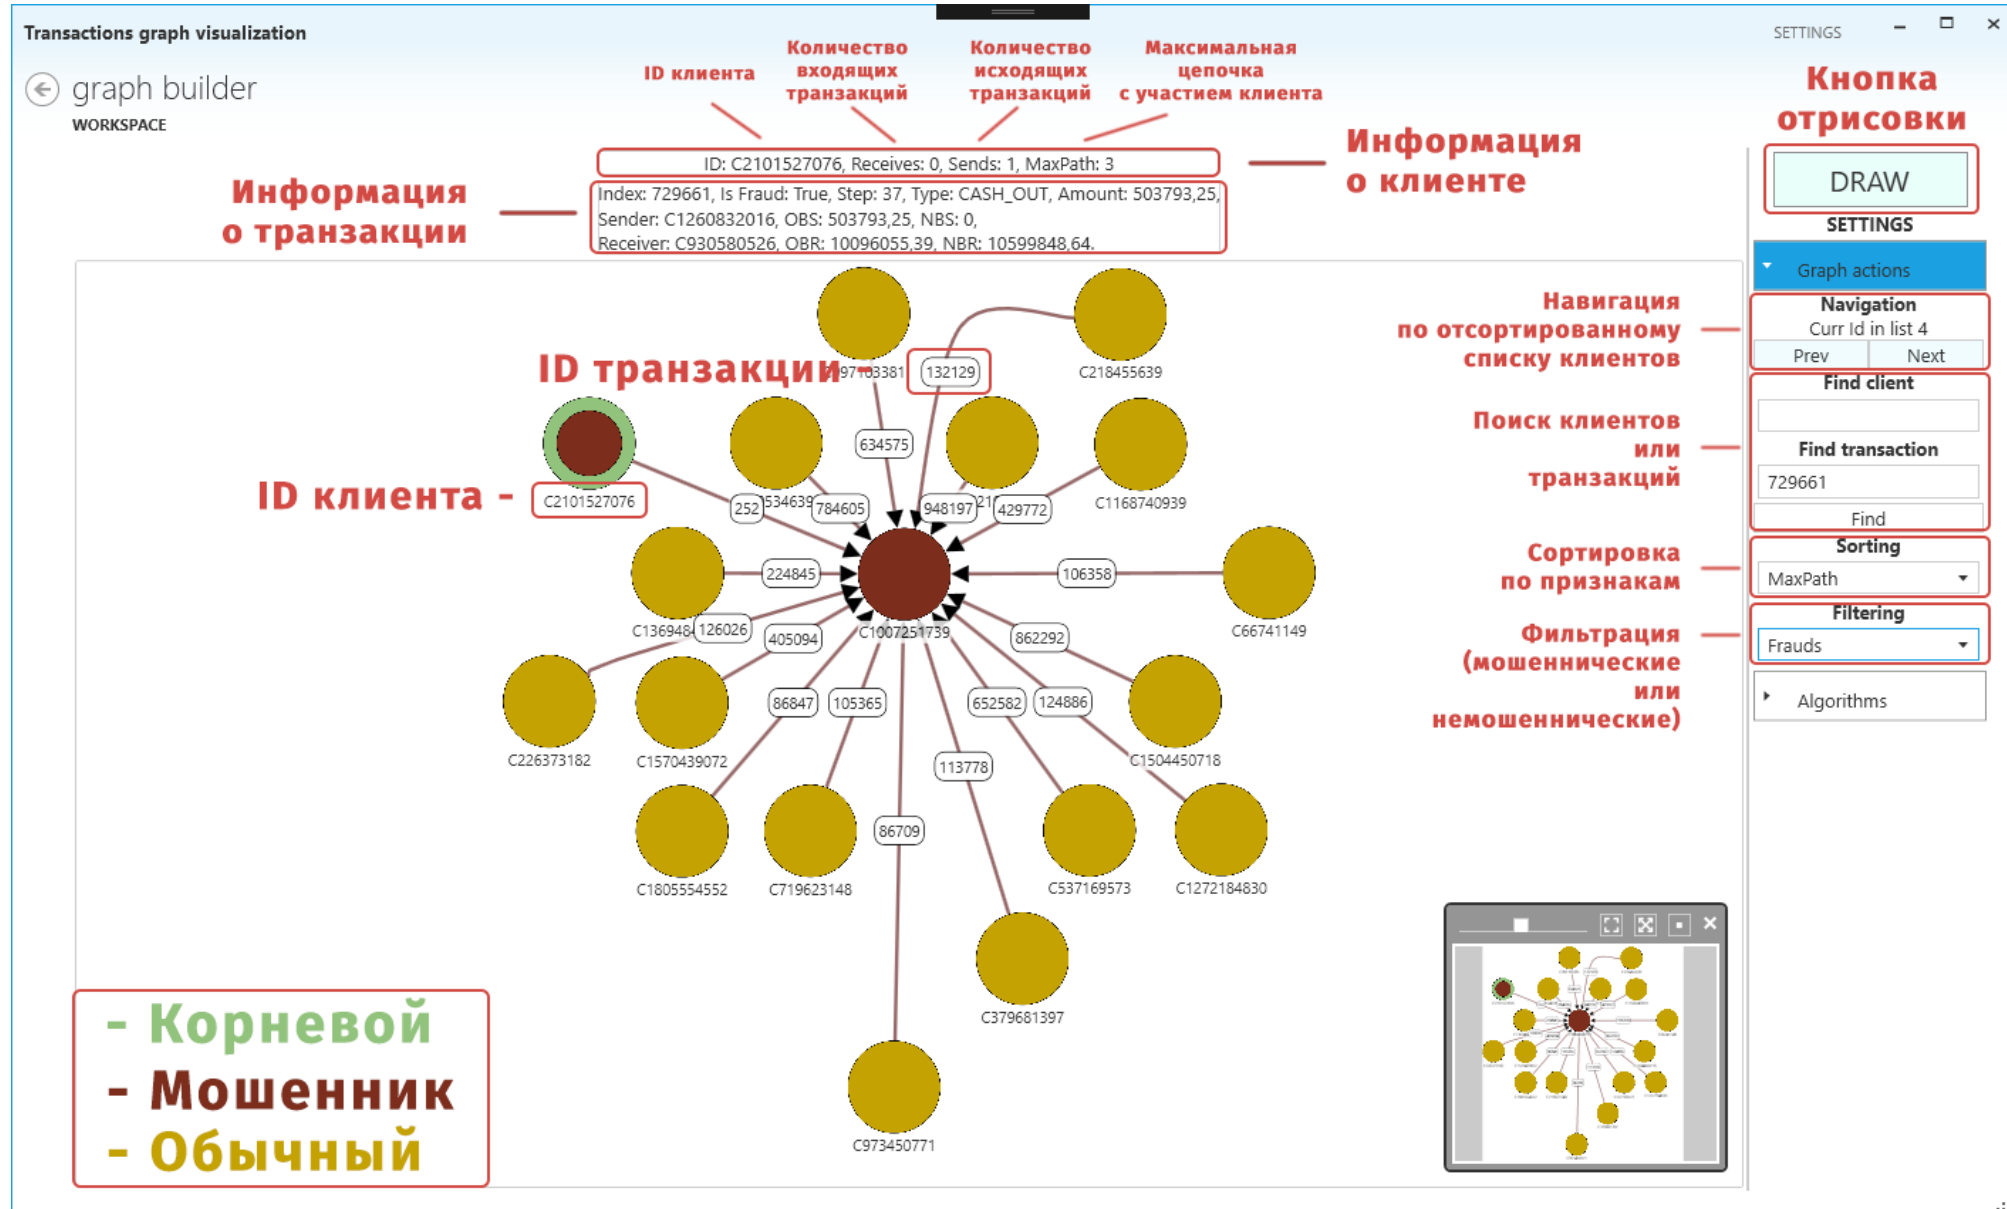 Transactions graph visualization
SETTINGS
graph builder
WORKSPACE
ID клиента
Количество
входящих
транзакций
Количество
исходящих
транзакций
Максимальная
цепочка
с участием клиента
Кнопка
отрисовки
Информация
о клиенте
ID: C2101527076, Receives: 0, Sends: 1, MaxPath: 3
Информация
о транзакции
Index: 729661, Is Fraud: True, Step: 37, Type: CASH_OUT, Amount: 503793,25,
Sender: C1260832016, OBS: 503793,25, NBS: 0,
Receiver: C930580526, OBR: 10096055,39, NBR: 10599848,64.
DRAW
SETTINGS
Graph actions
Навигация
по отсортированному
списку клиентов
Navigation
Curr Id in list 4
Prev
Next
Поиск клиентов
или
транзакций
Find client
Find transaction
729661
Find
Сортировка
по признакам
Sorting
MaxPath
Фильтрация
(мошеннические
или
немошеннические)
Filtering
Frauds
Algorithms
ID транзакции -
132129
C218455639
634575
ID клиента -
C2101527076
252
784605
948197
429772
C1168740939
224845
106358
126026
405094
C1007251739
862292
C66741149
C226373182
C1570439072
86847
105365
652582
124886
C1504450718
113778
86709
C1805554552
C719623148
C537169573
C1272184830
C379681397
C973450771
- Корневой
- Мошенник
- Обычный